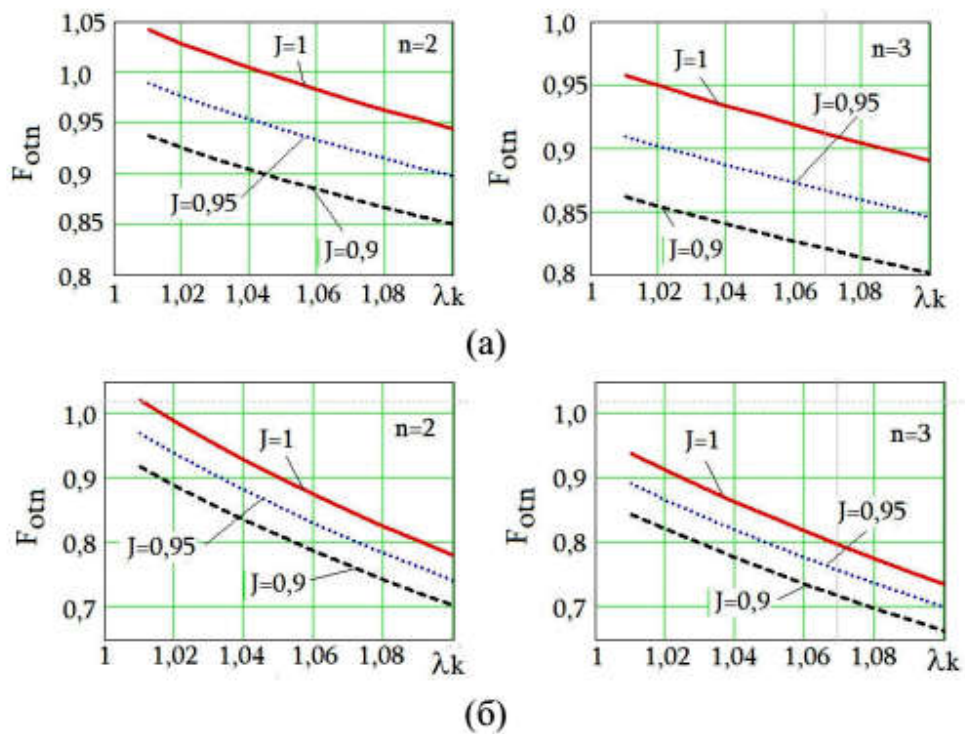 1,05
1,0
0,95
0,9
0,85
0,8
Fotn
J=1
n=2
J=0,95
J=0,9
1
1,02
1,04
1,06
1,08
λk
1,0
0,95
0,9
0,85
0,8
Fotn
J=1
n=3
J=0,95
J=0,9
1
1,02
1,04
1,06
1,08
λk
(а)
1,0
0,9
0,8
0,7
Fotn
n=2
J=1
J=0,95
J=0,9
1
1,02
1,04
1,06
1,08
λk
1,0
0,9
0,8
0,7
Fotn
n=3
J=1
J=0,95
J=0,9
1
1,02
1,04
1,06
1,08
λk
(б)